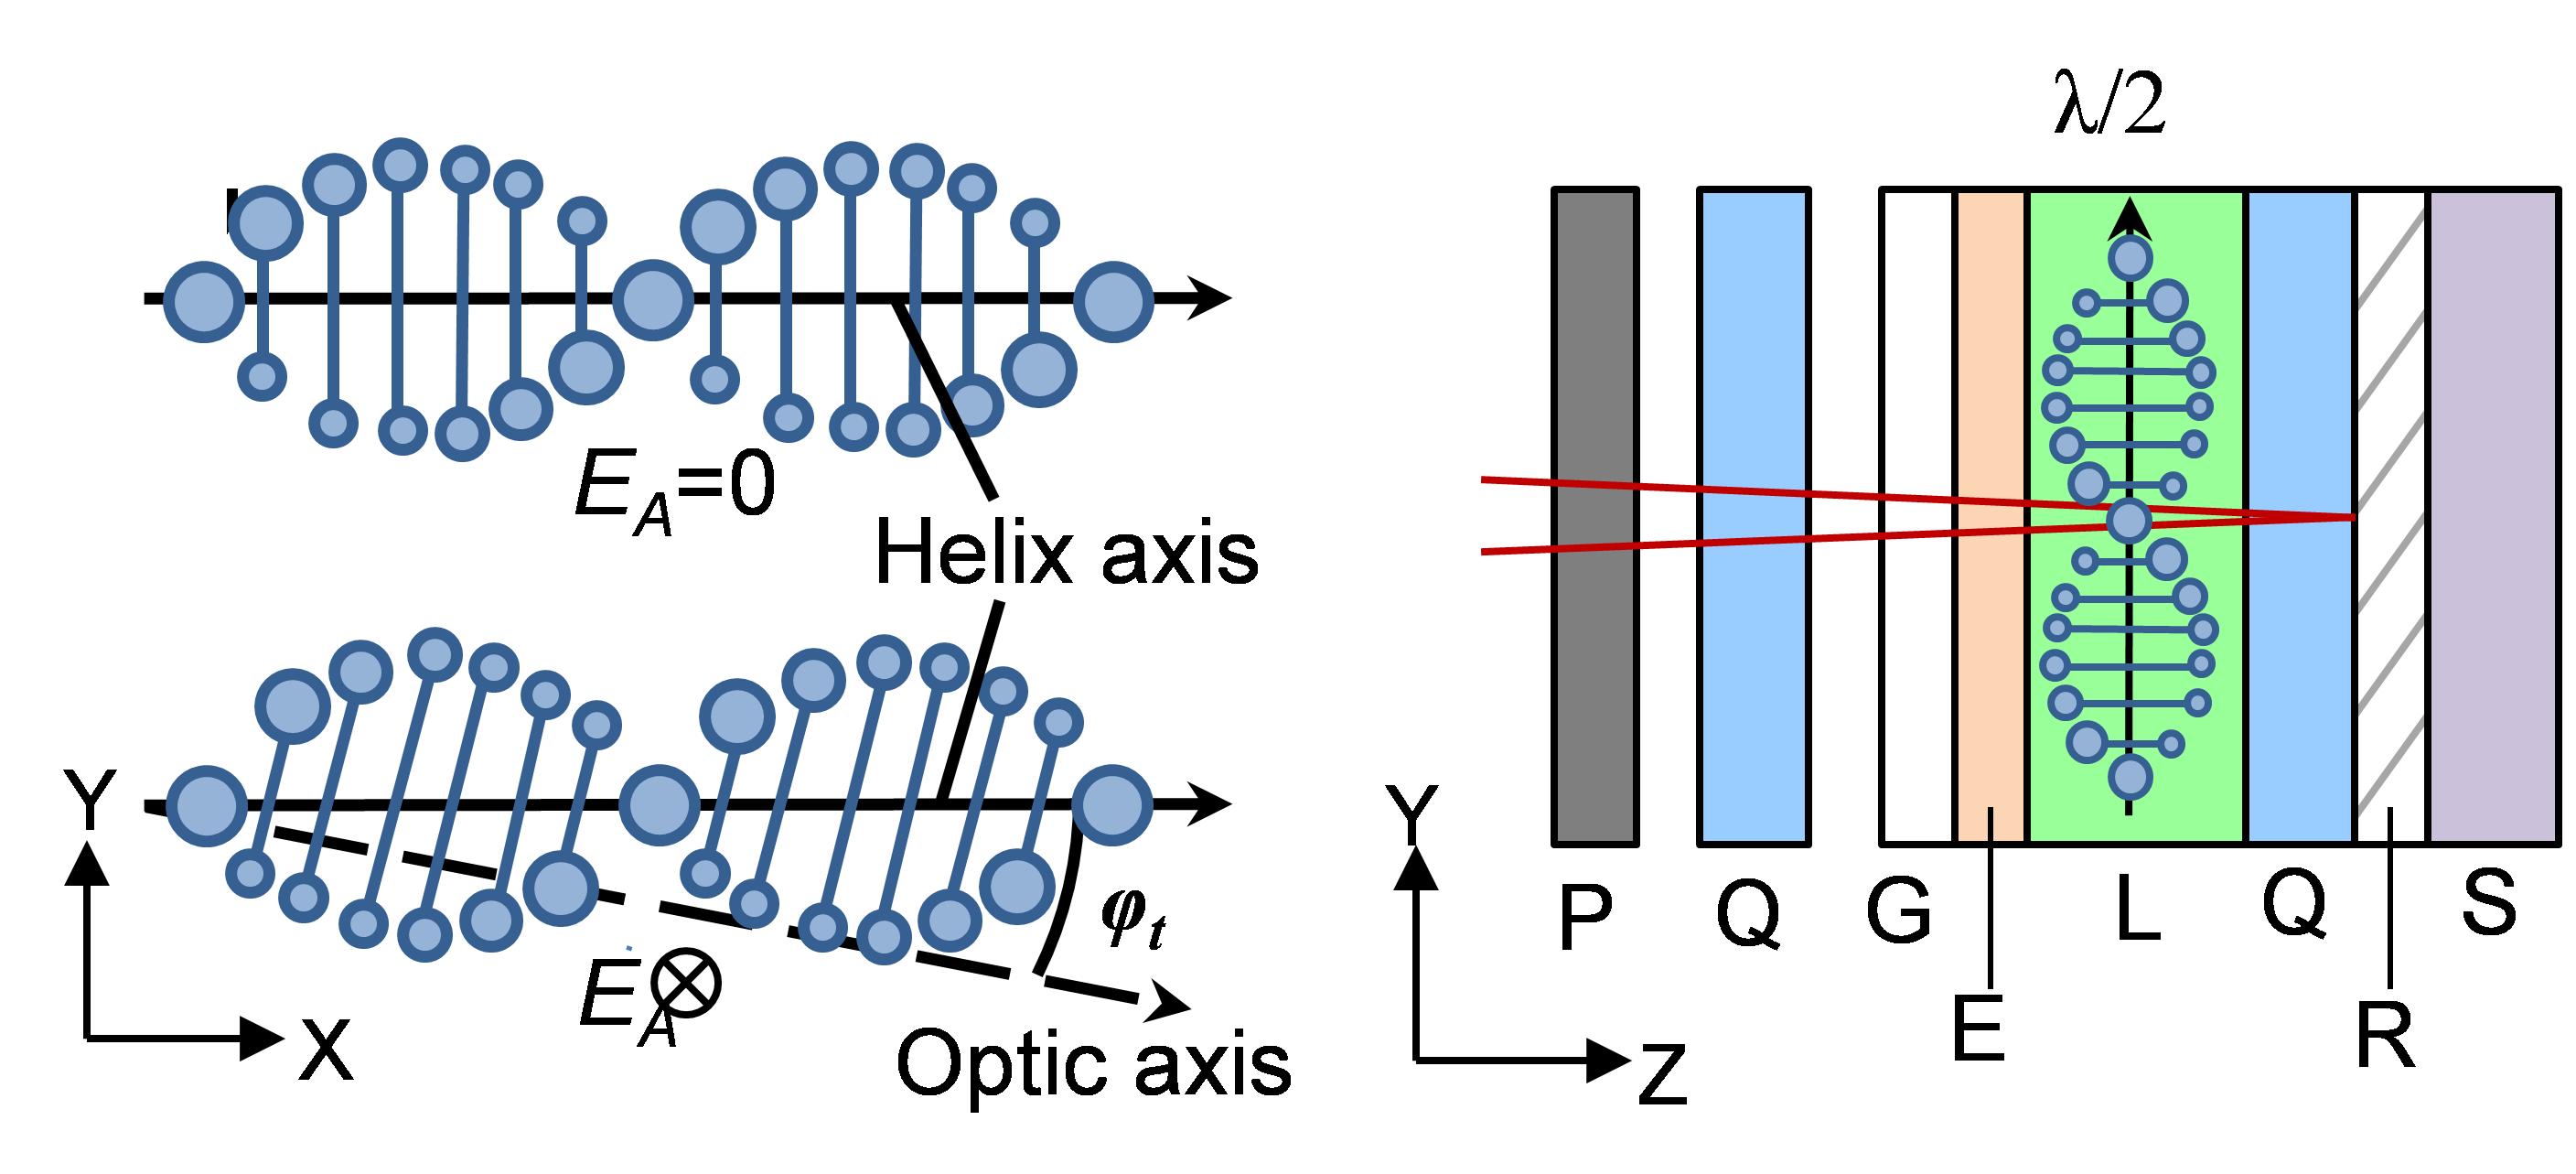 E_A=0
Helix axis
Y
E_A
φ_t
X
Optic axis
λ/2
P
Q
G
L
Q
S
E
R
Y
Z